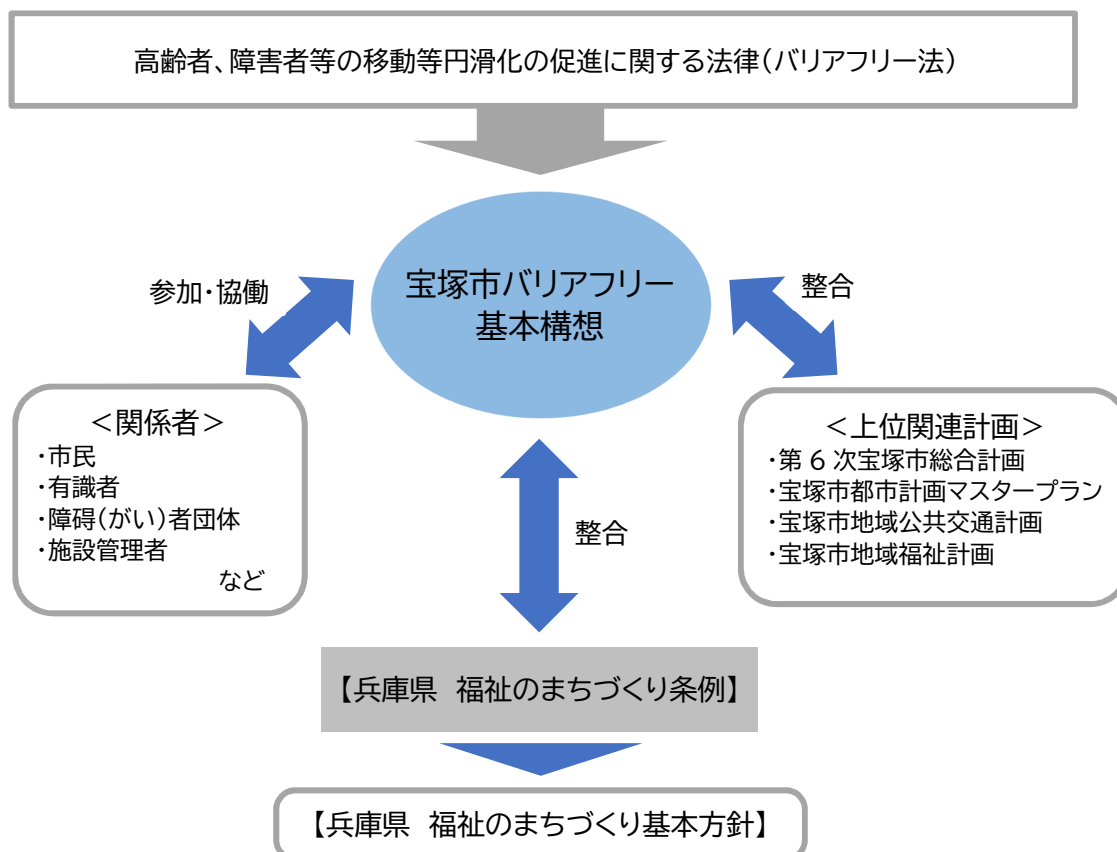 高齢者、障害者等の移動等円滑化の促進に関する法律(バリアフリー法)
宝塚市バリアフリー
基本構想
参加・協働
整合
＜関係者＞
・市民
・有識者
・障碍(がい)者団体
・施設管理者
など
＜上位関連計画＞
・第 6 次宝塚市総合計画
・宝塚市都市計画マスタープラン
・宝塚市地域公共交通計画
・宝塚市地域福祉計画
整合
【兵庫県　福祉のまちづくり条例】
【兵庫県　福祉のまちづくり基本方針】